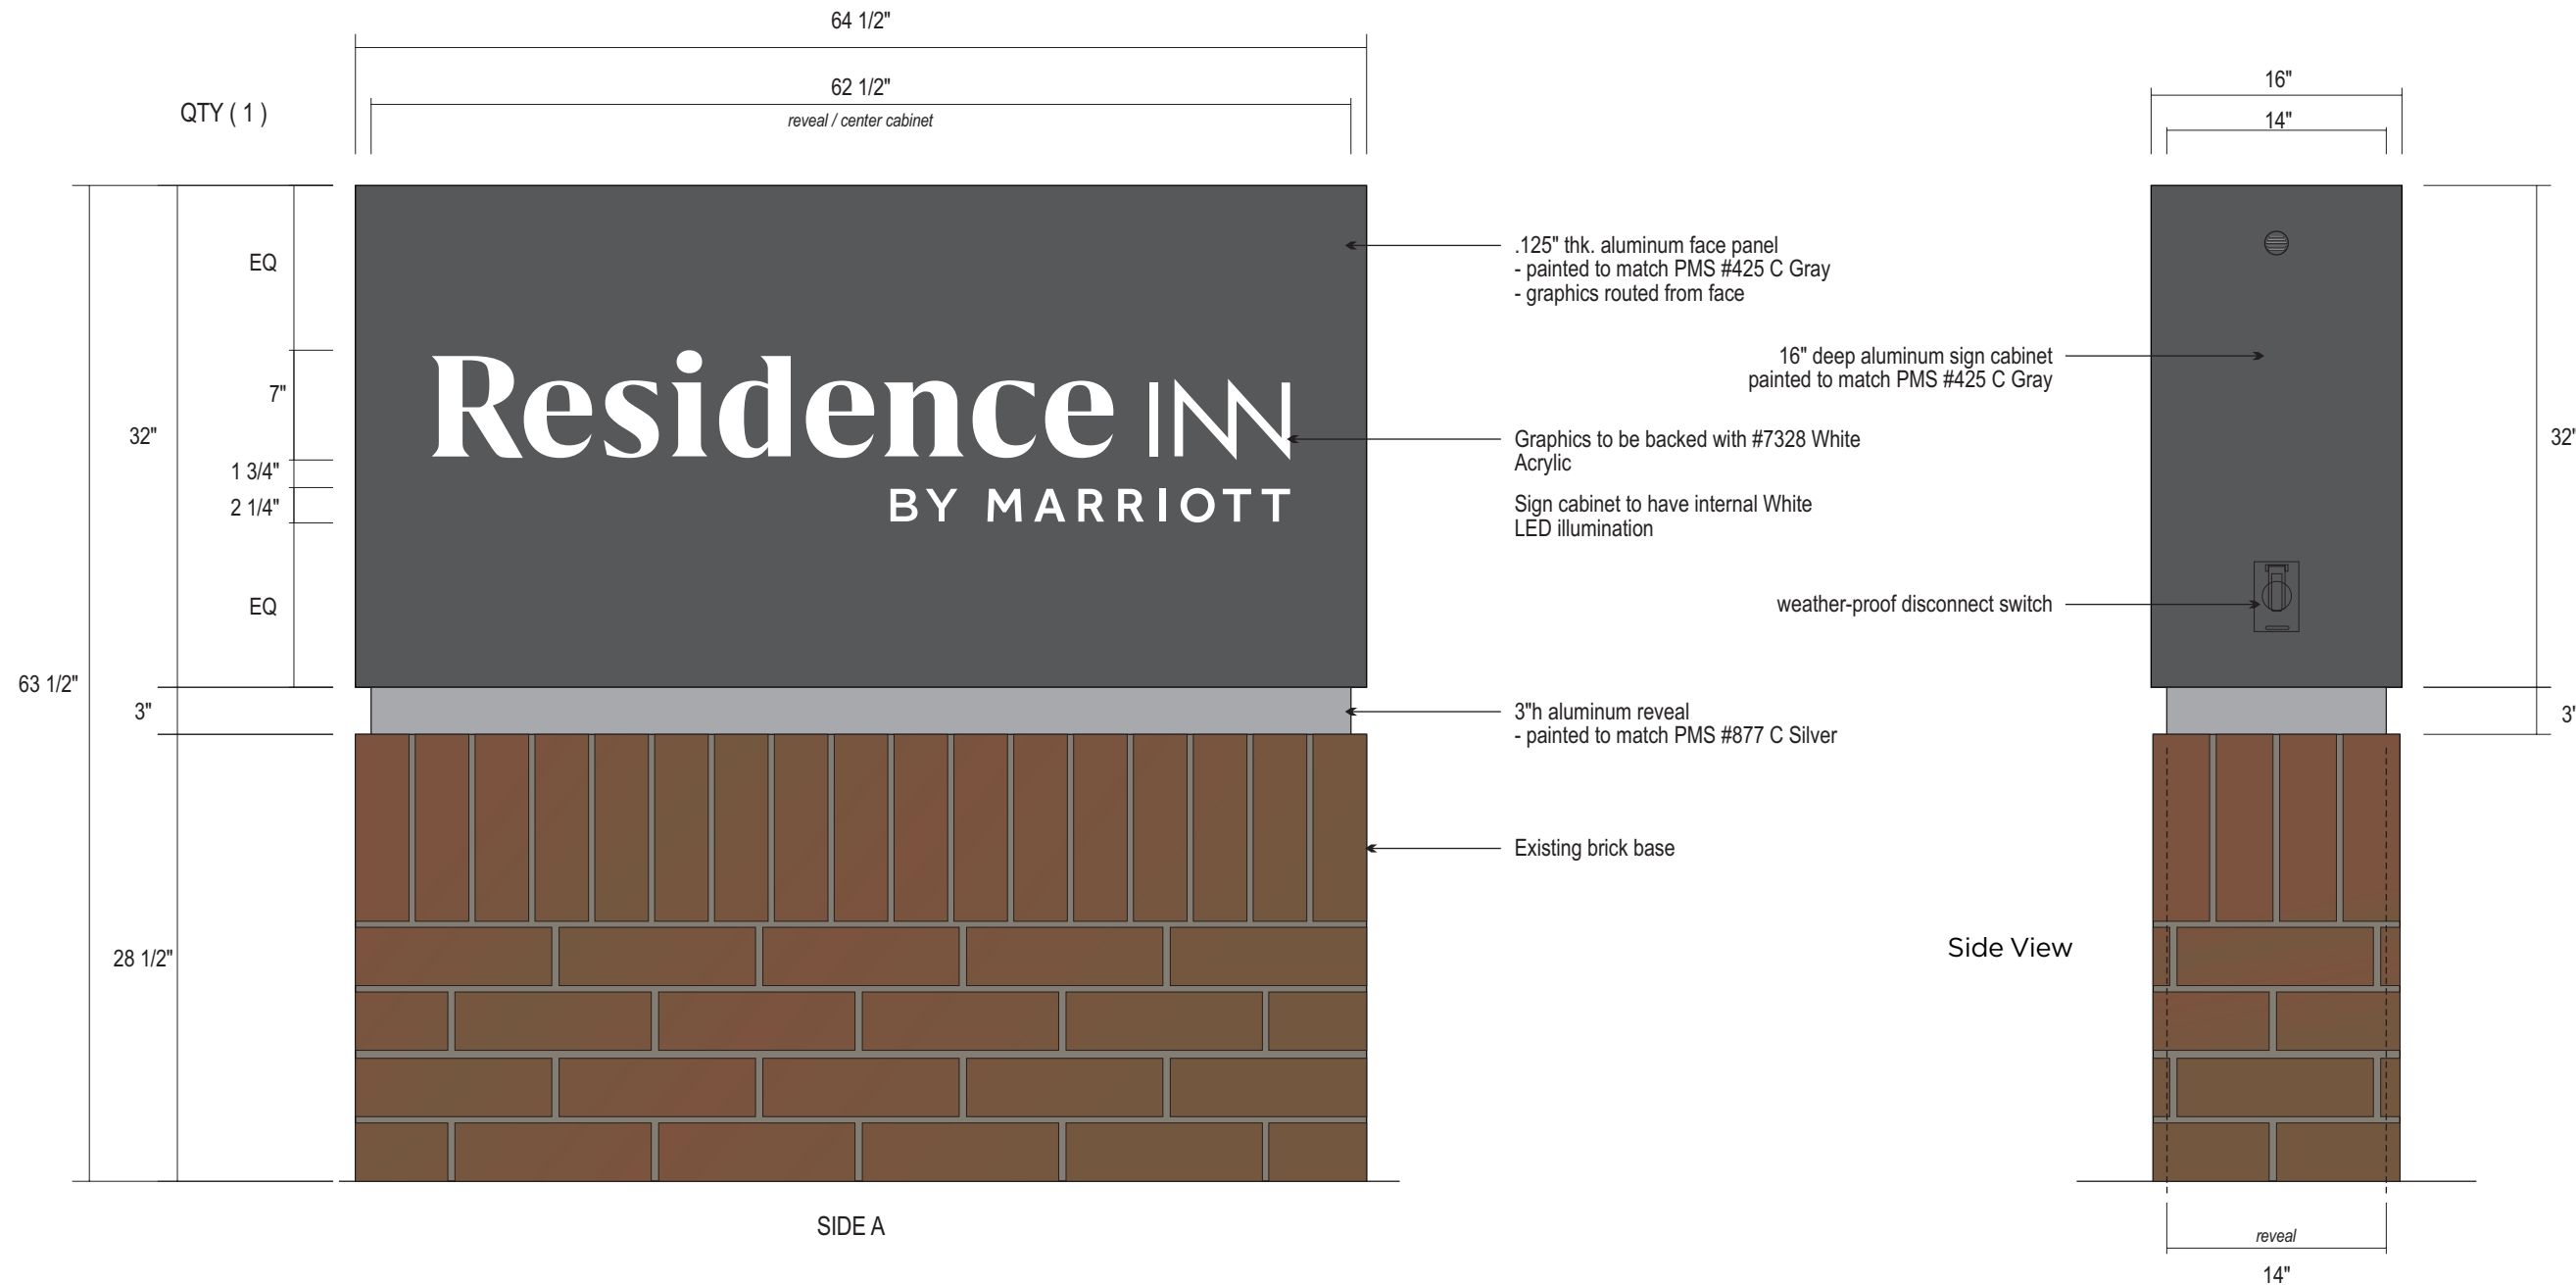 64 1/2"
62 1/2"
reveal / center cabinet
QTY ( 1 )
16"
14"
EQ
7"
32"
1 3/4"
2 1/4"
EQ
63 1/2"
3"
28 1/2"
Residence INN
BY MARRIOTT
.125" thk. aluminum face panel
- painted to match PMS #425 C Gray
- graphics routed from face
Graphics to be backed with #7328 White
Acrylic
Sign cabinet to have internal White
LED illumination
3"h aluminum reveal
- painted to match PMS #877 C Silver
Existing brick base
SIDE A
16" deep aluminum sign cabinet
painted to match PMS #425 C Gray
weather-proof disconnect switch
32"
3"
Side View
reveal
14"